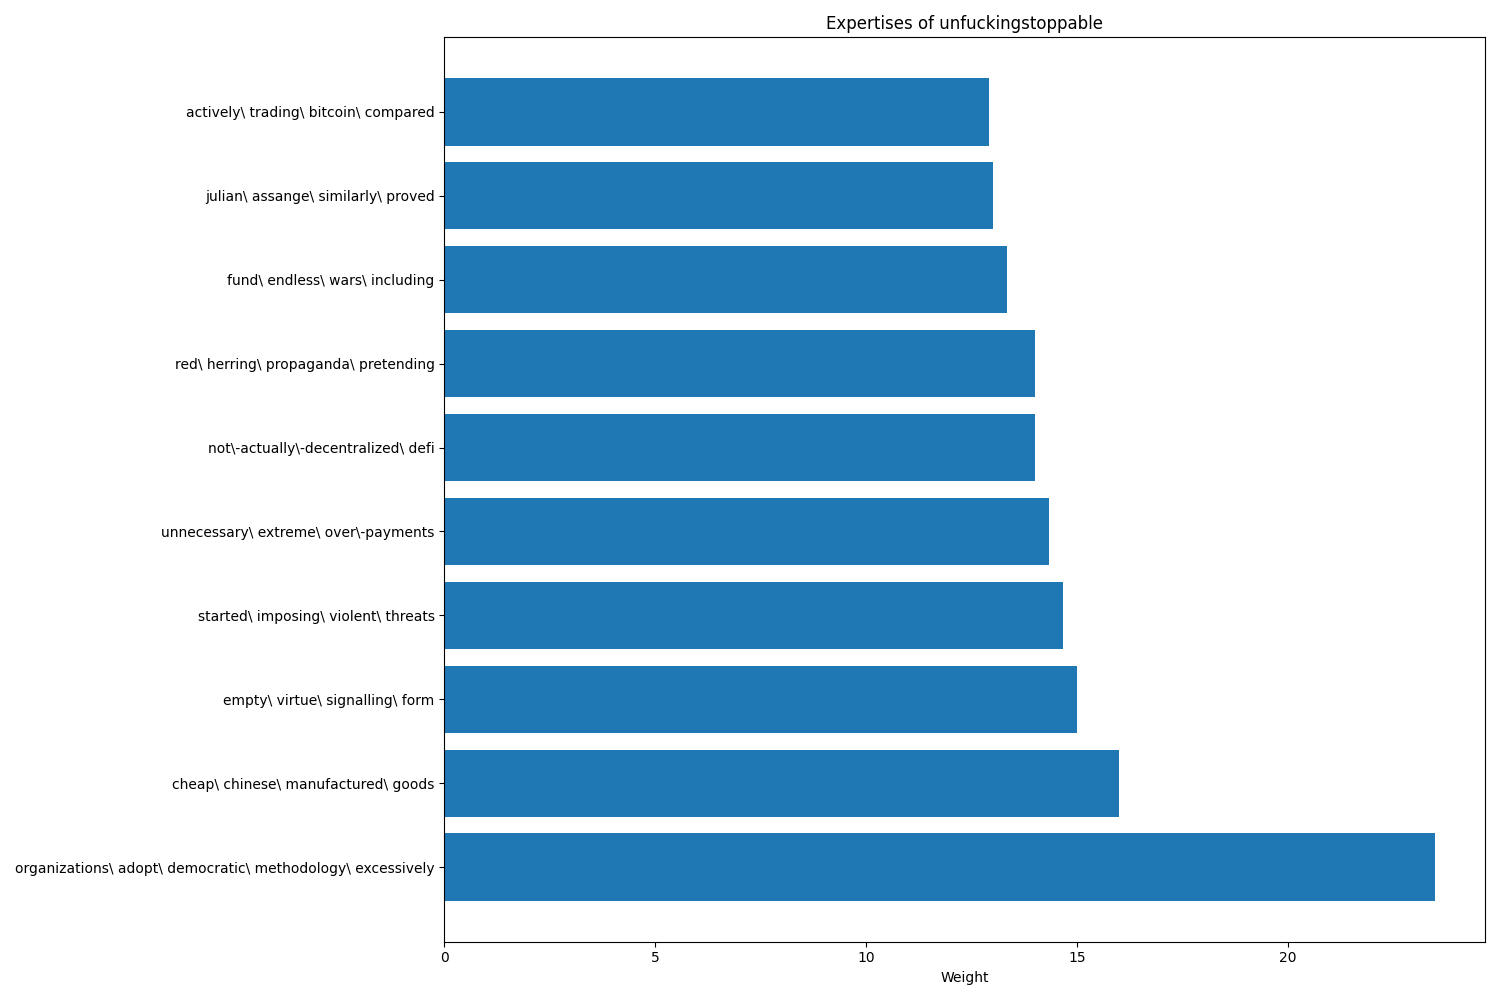 Expertises of unfuckingstoppable
actively\ trading\ bitcoin\ compared
julian\ assange\ similarly\ proved
fund\ endless\ wars\ including
red\ herring\ propaganda\ pretending
not\-actually\-decentralized\ defi
unnecessary\ extreme\ over\-payments
started\ imposing\ violent\ threats
empty\ virtue\ signalling\ form
cheap\ chinese\ manufactured\ goods
organizations\ adopt\ democratic\ methodology\ excessively
0 5 10 15 20
Weight